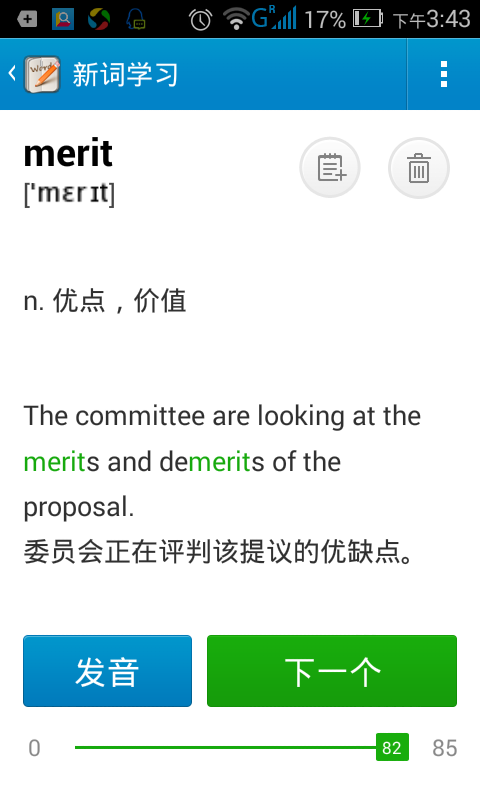 G R 17% 下午3:43
Words
新词学习
merit
['mɛrɪt]
n. 优点，价值
The committee are looking at the
merits and demerits of the
proposal.
委员会正在评判该提议的优缺点。
发音 下一个
0 82 85